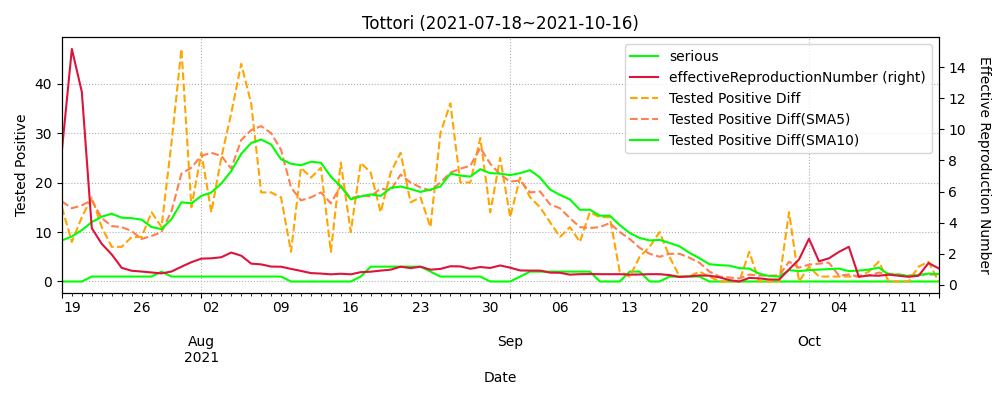 Tottori (2021-07-18~2021-10-16)
serious
effectiveReproductionNumber (right)
Tested Positive Diff
Tested Positive Diff(SMA5)
Tested Positive Diff(SMA10)
Tested Positive
40
30
20
10
0
Effective Reproduction Number
14
12
10
8
6
4
2
0
19 26 02 09 16 23 30 06 13 20 27 04 11
Aug Sep Oct
2021
Date